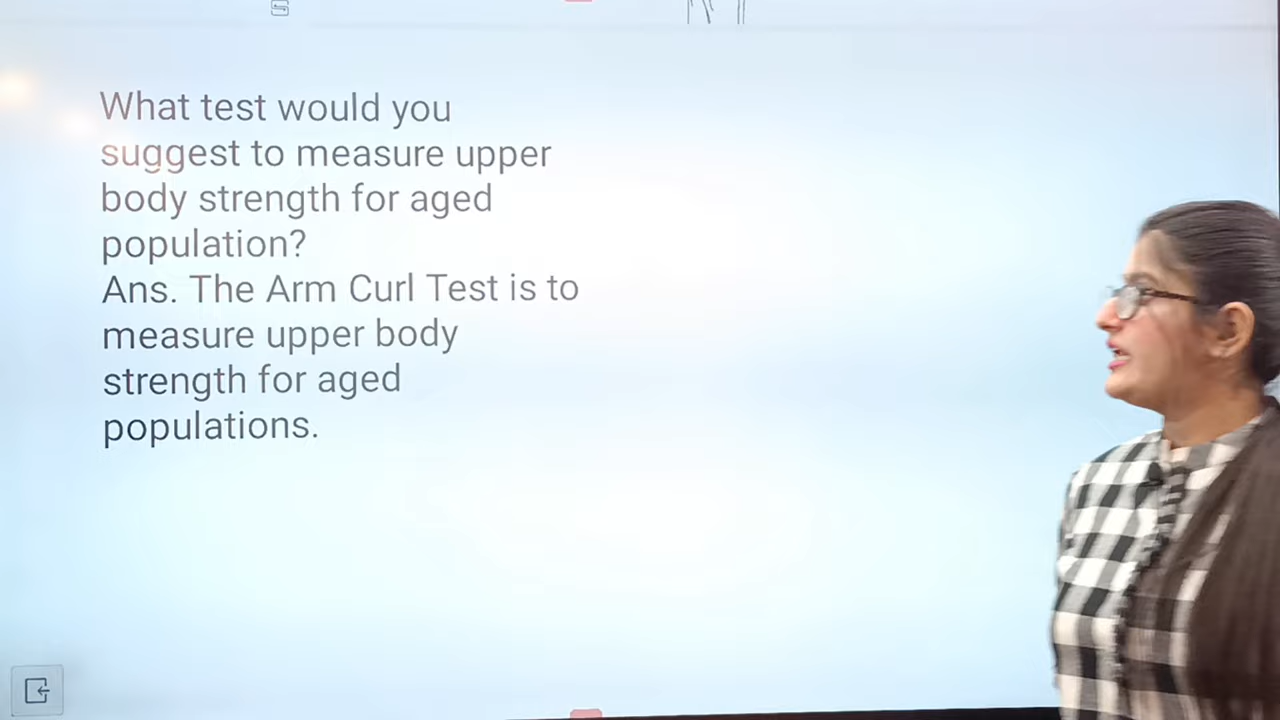 What test would you
suggest to measure upper
body strength for aged
population?
Ans. The Arm Curl Test is to
measure upper body
strength for aged
populations.